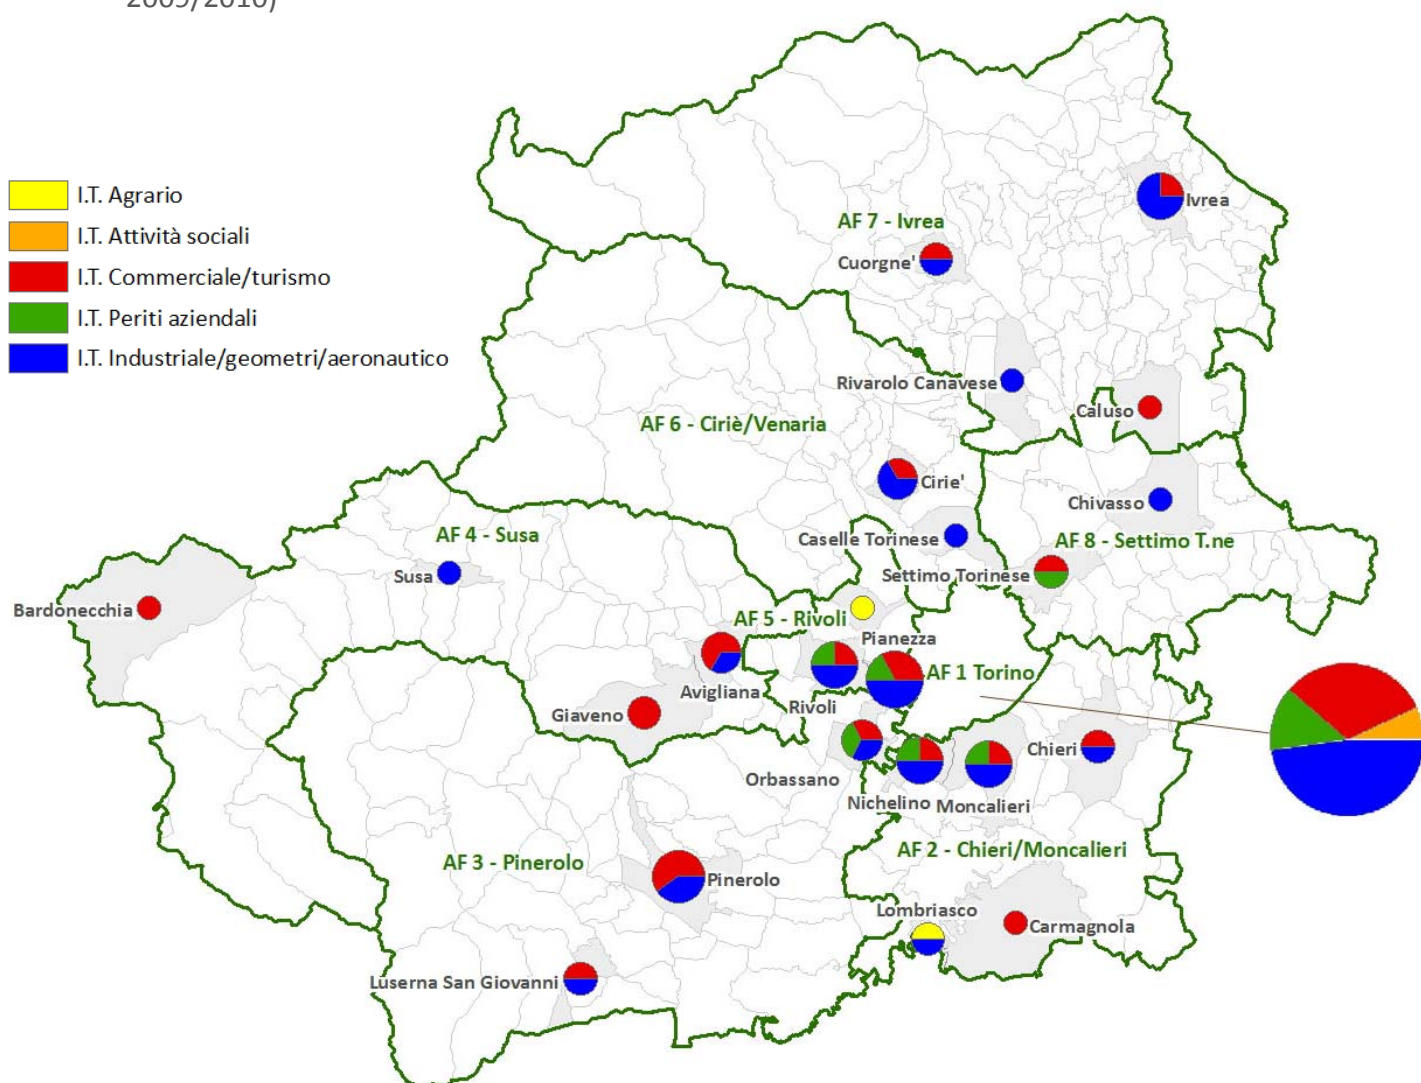 2009/2010)
I.T. Agrario
I.T. Attività sociali
I.T. Commerciale/turismo
I.T. Periti aziendali
I.T. Industriale/geometri/aeronautico
Ivrea
AF 7 - Ivrea
Cuorgne'
Rivarolo Canavese
Caluso
AF 6 - Ciriè/Venaria
Cirie'
Chivasso
AF 4 - Susa
Caselle Torinese
AF 8 - Settimo T.ne
Susa
Settimo Torinese
Bardonecchia
AF 5 - Rivoli
Pianezza
AF 1 Torino
Avigliana
Rivoli
Giaveno
Chieri
Orbassano
Nichelino
Moncalieri
AF 2 - Chieri/Moncalieri
AF 3 - Pinerolo
Pinerolo
Lombriasco
Carmagnola
Luserna San Giovanni